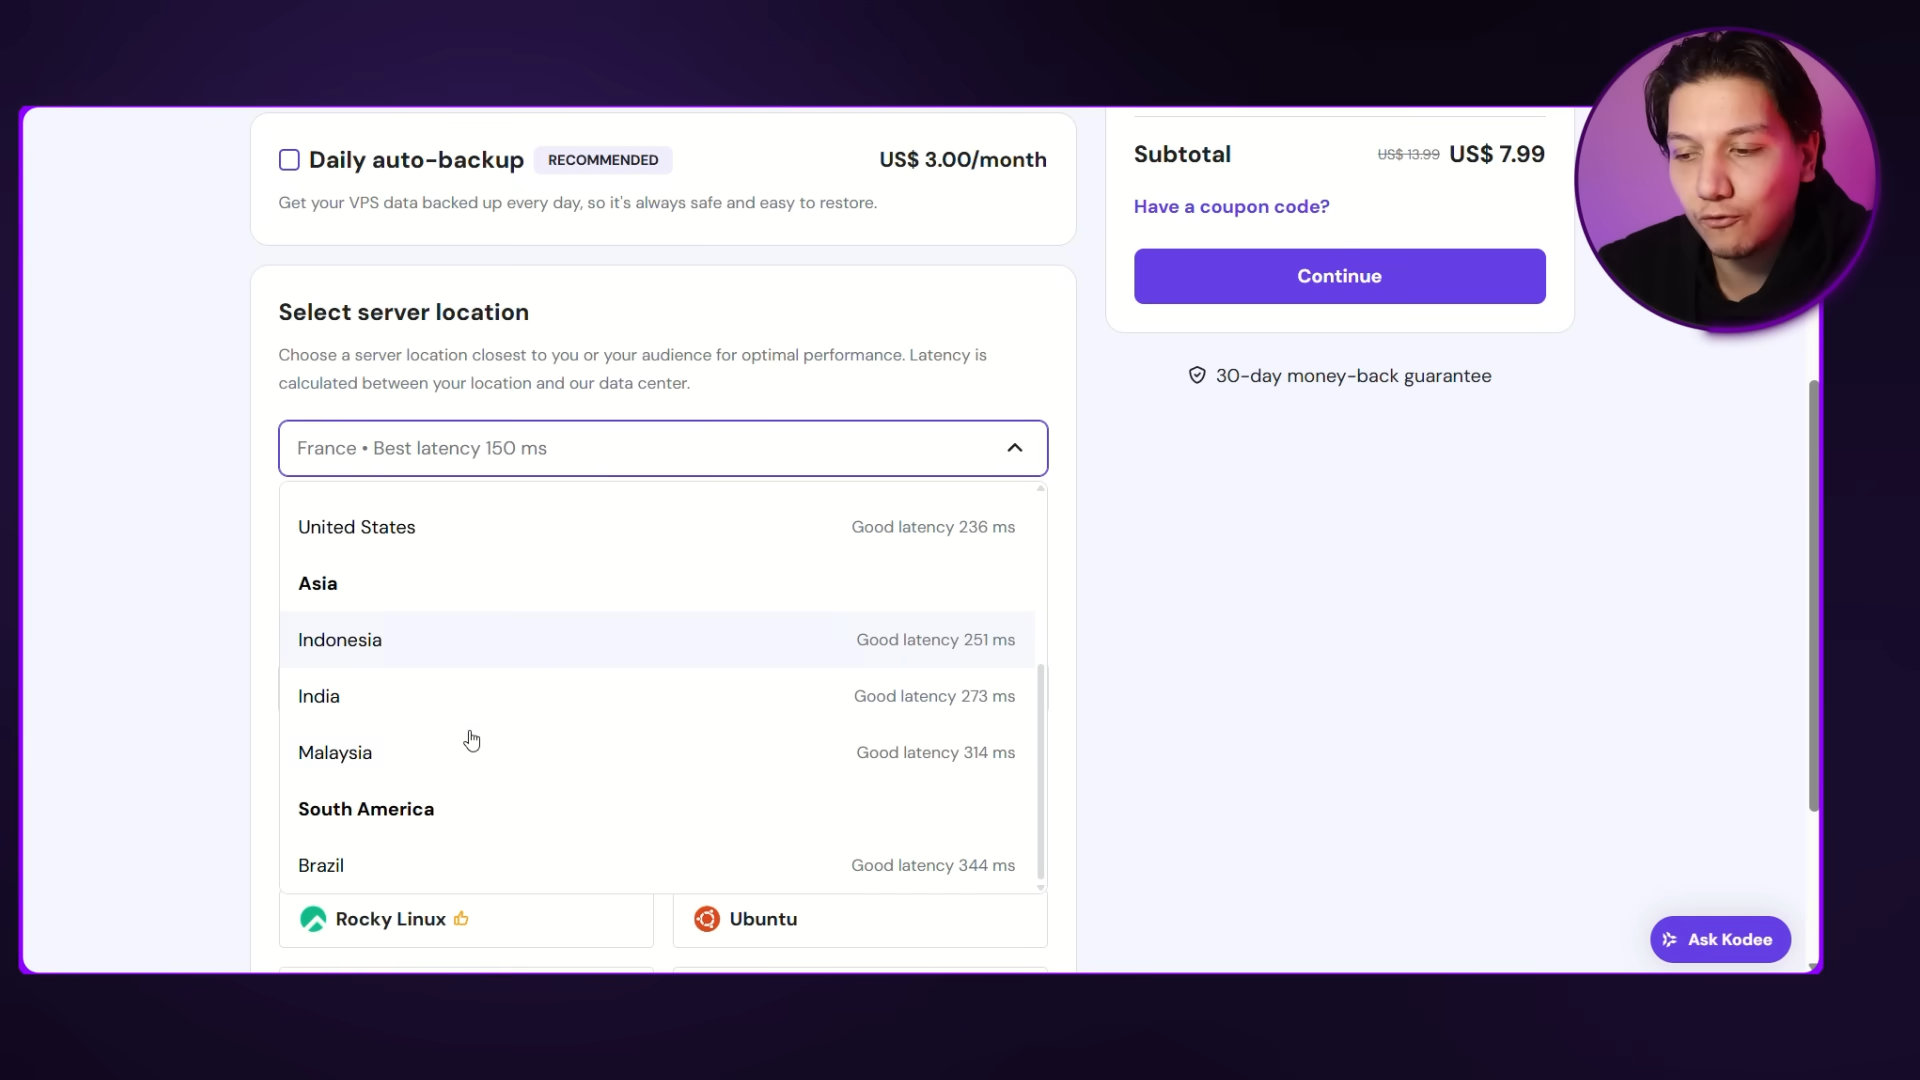 Daily auto-backup RECOMMENDED US$ 3.00/month
Get your VPS data backed up every day, so it's always safe and easy to restore.
Subtotal US$ 13.99 US$ 7.99
Have a coupon code?
Continue
30-day money-back guarantee
Select server location
Choose a server location closest to you or your audience for optimal performance. Latency is
calculated between your location and our data center.
France • Best latency 150 ms
United States Good latency 236 ms
Asia
Indonesia Good latency 251 ms
India Good latency 273 ms
Malaysia Good latency 314 ms
South America
Brazil Good latency 344 ms
Rocky Linux Ubuntu
Ask Kodee